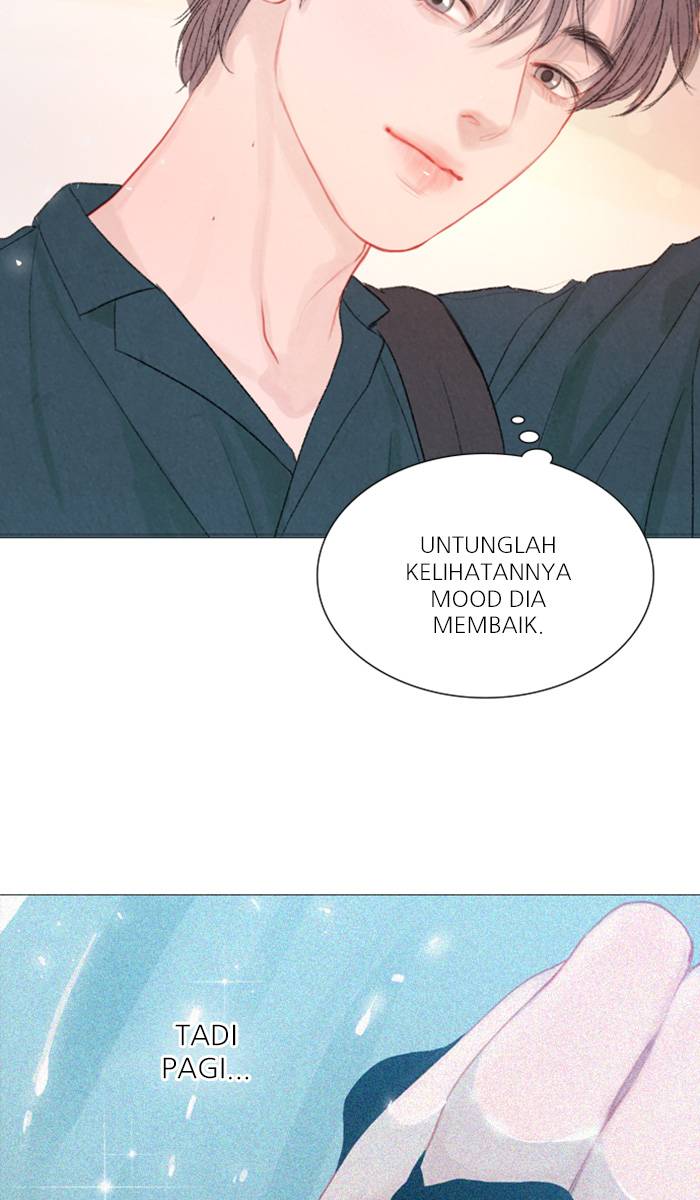 UNTUNGLAH
KELIHATANNYA
MOOD DIA
MEMBAIK.
TADI
PAGI...